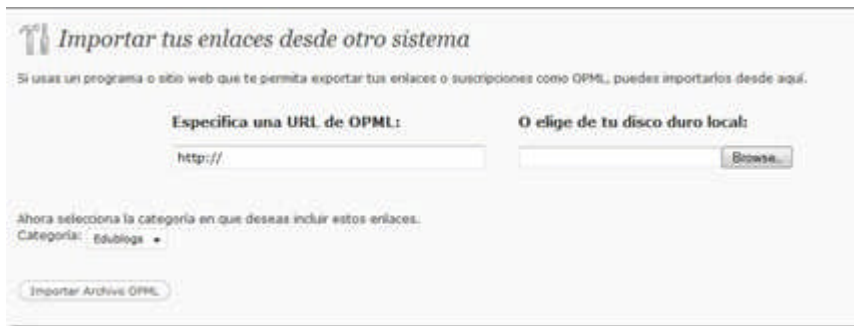 Importar tus enlaces desde otro sistema
Si usas un programa o sitio web que te permita exportar tus enlaces o suscripciones como OPML, puedes importarlos desde aquí.
Especifica una URL de OPML:
O elige de tu disco duro local:
http://
Browse..
Ahora selecciona la categoría en que deseas incluir estos enlaces.
Categoría: Edublogs
Importar Archivo OPML